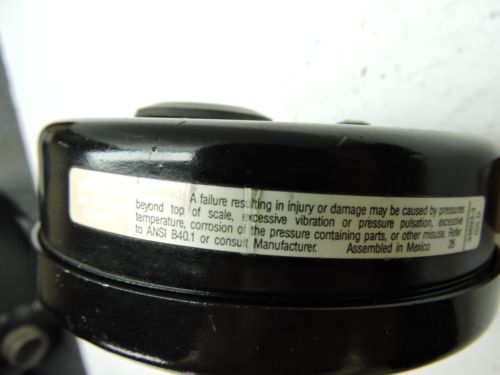 A failure resulting in injury or damage may be caused by pressures
beyond top of scale, excessive vibration or pressure pulsation, excessive
temperature, corrosion of the pressure containing parts, or other misuse. Refer
to ANSI B40.1 or consult Manufacturer. Assembled in Mexico 26